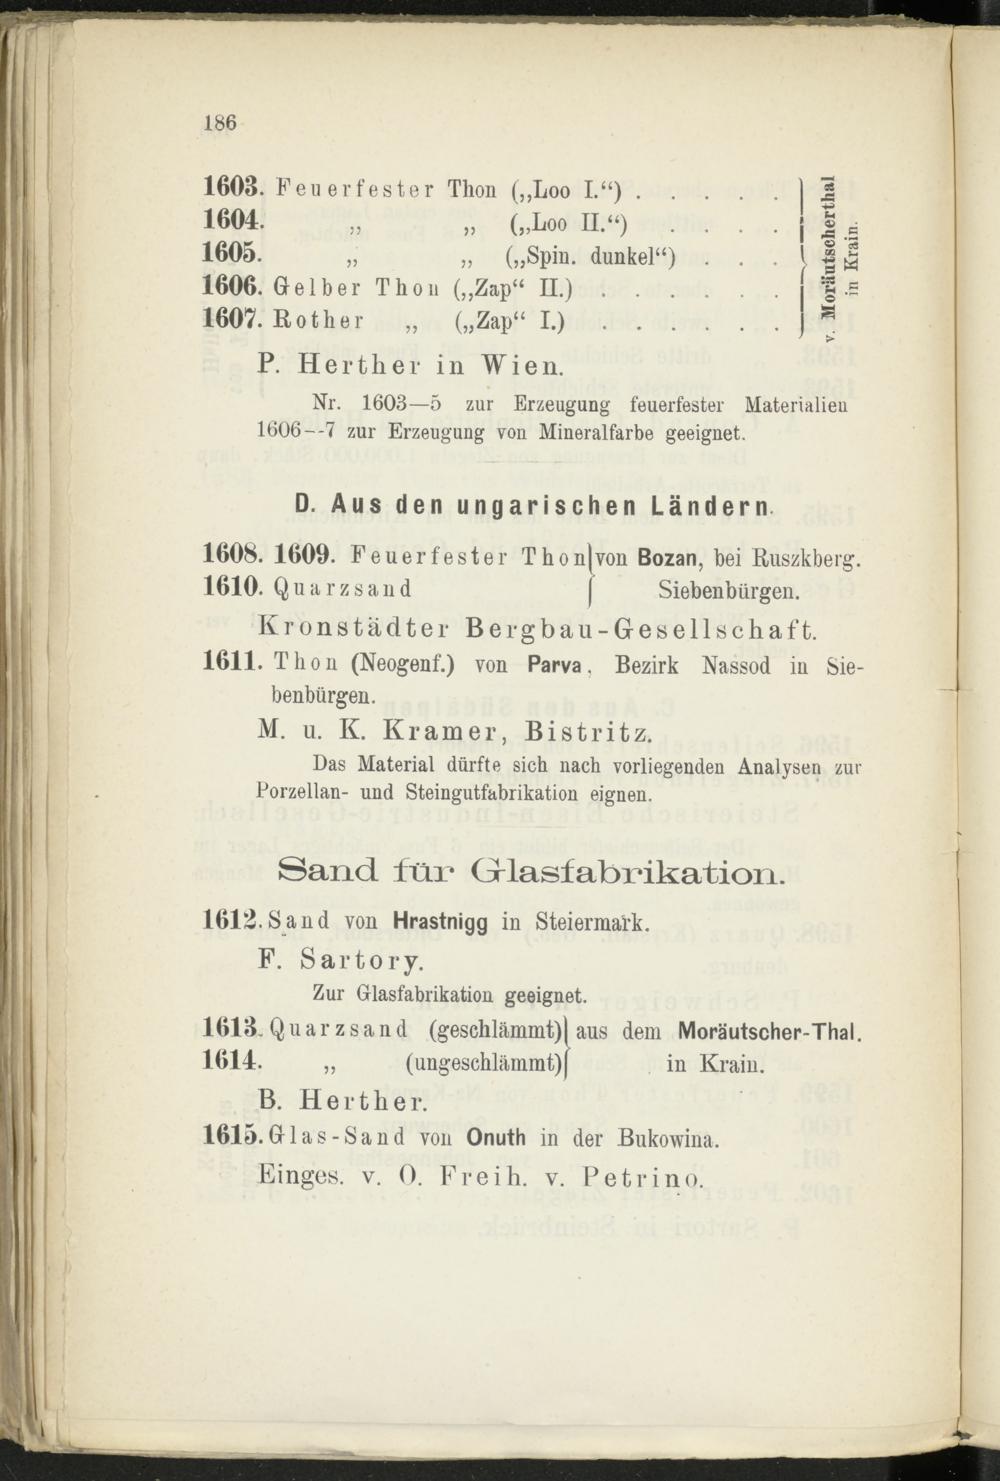 186
1603. Feuerfester Thon („Loo I.“) . . . . .
1604. „ „ („Loo II.“) . . . .
1605. „ „ („Spin. dunkel“) . . .
1606. Gelber Thon („Zap“ II.) . . . . . .
1607. Rother „ („Zap“ I.) . . . . . .
v. Moräutscherthal
in Krain.
P. Herther in Wien.
Nr. 1603—5 zur Erzeugung feuerfester Materialien
1606--7 zur Erzeugung von Mineralfarbe geeignet.
D. Aus den ungarischen Ländern.
1608. 1609. Feuerfester Thon von Bozan, bei Ruszkberg.
1610. Quarzsand Siebenbürgen.
Kronstädter Bergbau-Gesellschaft.
1611. Thon (Neogenf.) von Parva, Bezirk Nassod in Sie-
benbürgen.
M. u. K. Kramer, Bistritz.
Das Material dürfte sich nach vorliegenden Analysen zur
Porzellan- und Steingutfabrikation eignen.
Sand für Glasfabrikation.
1612. Sand von Hrastnigg in Steiermark.
F. Sartory.
Zur Glasfabrikation geeignet.
1613. Quarzsand (geschlämmt) aus dem Moräutscher-Thal.
1614. „ (ungeschlämmt) in Krain.
B. Herther.
1615. Glas-Sand von Onuth in der Bukowina.
Einges. v. O. Freih. v. Petrino.